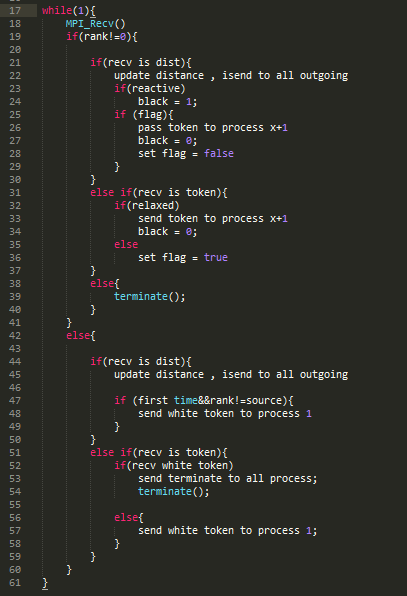 17 while(1){
18 MPI_Recv()
19 if(rank!=0){
20
21 if(recv is dist){
22 update distance , isend to all outgoing
23 if(reactive)
24 black = 1;
25 if (flag){
26 pass token to process x+1
27 black = 0;
28 set flag = false
29 }
30 }
31 else if(recv is token){
32 if(relaxed)
33 send token to process x+1
34 black = 0;
35 else
36 set flag = true
37 }
38 else{
39 terminate();
40 }
41 }
42 else{
43
44 if(recv is dist){
45 update distance , isend to all outgoing
46
47 if (first time&&rank!=source){
48 send white token to process 1
49 }
50 }
51 else if(recv is token){
52 if(recv white token)
53 send terminate to all process;
54 terminate();
55
56 else{
57 send white token to process 1;
58 }
59 }
60 }
61 }